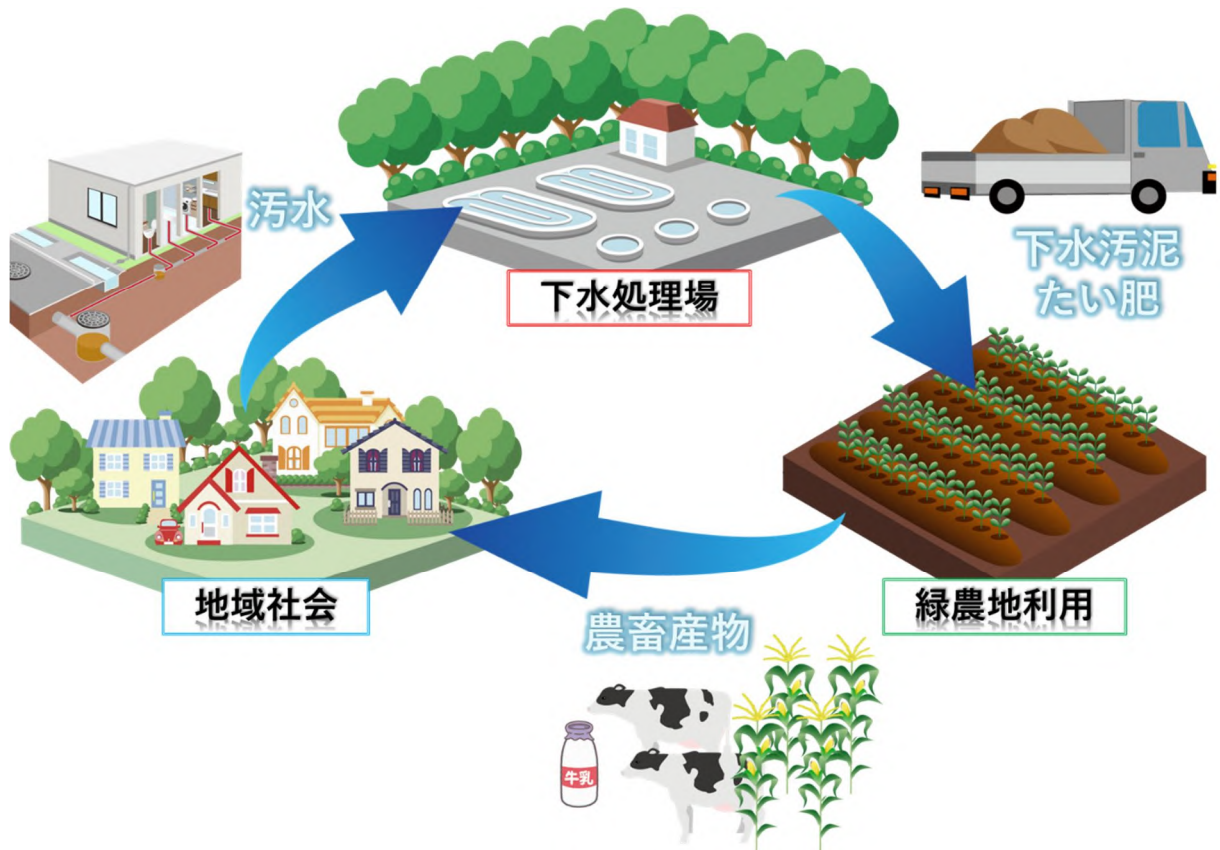 汚水
下水処理場
下水汚泥
たい肥
地域社会
緑農地利用
農畜産物
牛乳